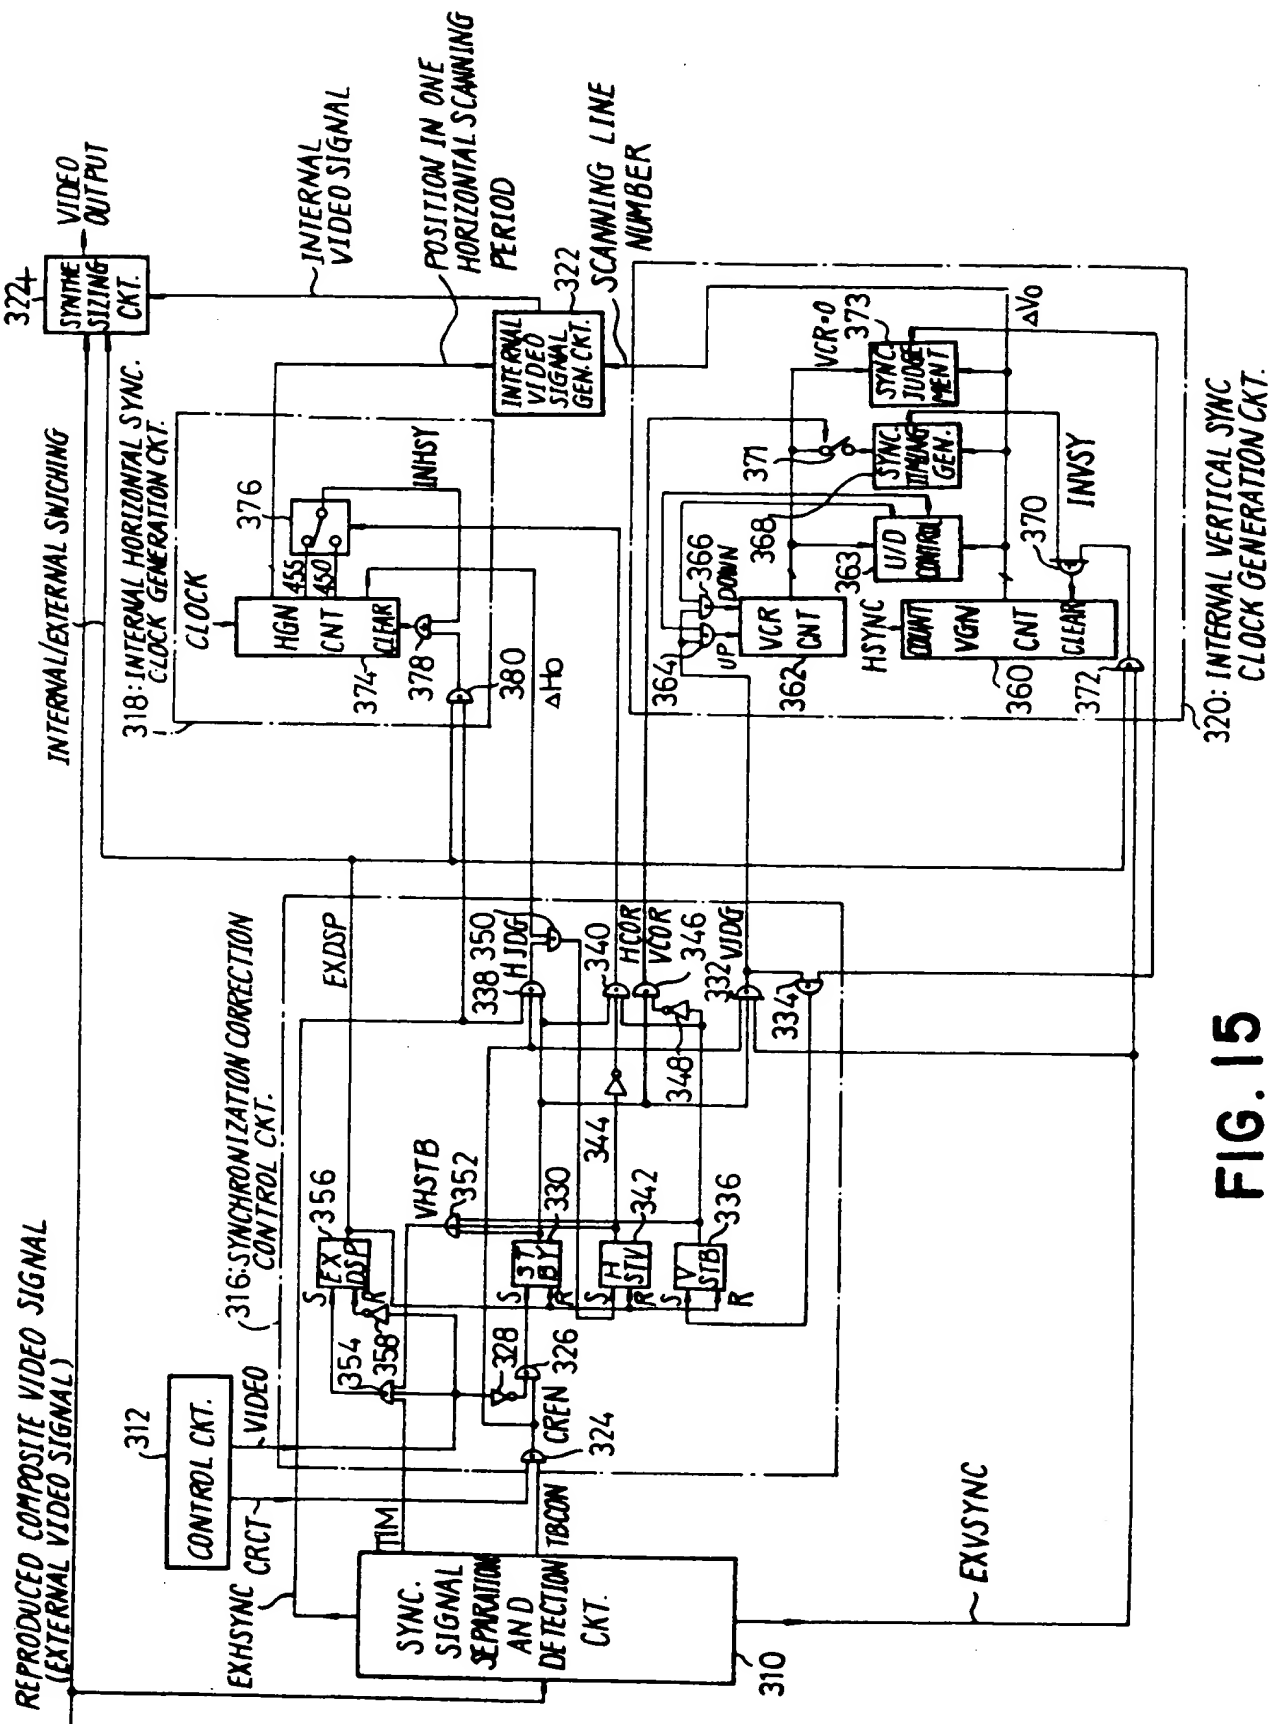 REPRODUCED COMPOSITE VIDEO SIGNAL
(EXTERNAL VIDEO SIGNAL)
INTERNAL/EXTERNAL SWICHING
3224
SYNTHE
SIZING
CKT.
VIDEO
OUTPUT
312
CONTROL CKT.
VIDEO
CRCT
EXHSYNC
TIM
TBCON
SYNC.
SIGNAL
SEPARATION
AND
DETECTION
CKT.
310
EXVSYNC
316:SYNCHRONIZATION CORRECTION
CONTROL CKT.
EXDSP
356
S
EX
DSP
R
354
358
VHSTB
352
328
326
CREN
324
S
ST
BY
R
330
S
H
STV
R
342
S
V
STB
R
336
344
348
338
HJDG
350
340
HCOR
VCOR
346
332
VJDG
334
318:INTERNAL HORIZONTAL SYNC.
CLOCK GENERATION CKT.
CLOCK
376
455
450
HGN
CNT
CLEAR
374
378
INHSY
380
ΔHo
INTERNAL
VIDEO SIGNAL
POSITION IN ONE
HORIZONTAL SCANNING
PERIOD
INTERNAL
VIDEO
SIGNAL
GEN.CKT.
322
SCANNING LINE
NUMBER
364
366
UP
DOWN
VCR
CNT
362
363
U/D
CONTROL
368
371
SYNC.
TIMING
GEN.
VCR=0
373
SYNC.
JUDGE
MENT
ΔVo
HSYNC
COUNT
VGN
CNT
CLEAR
360
370
372
INVSY
320: INTERNAL VERTICAL SYNC
CLOCK GENERATION CKT.
FIG. 15